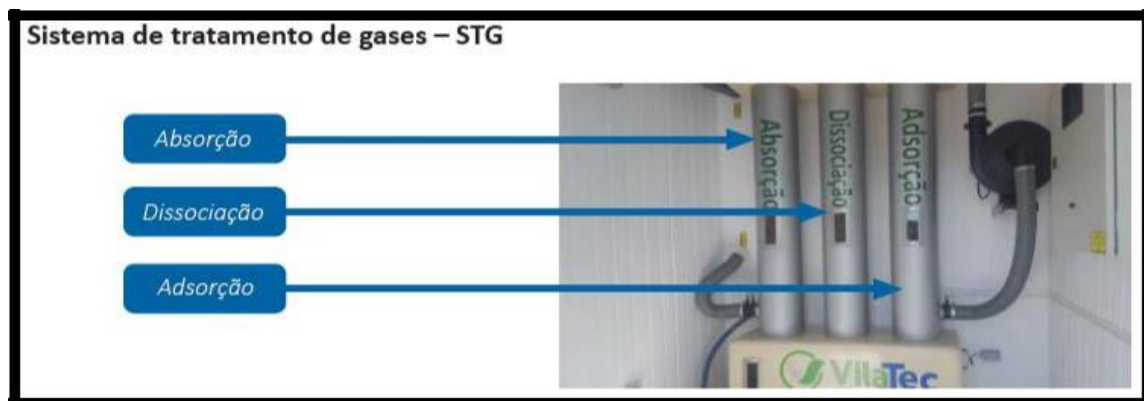 Sistema de tratamento de gases – STG
Absorção
Dissociação
Adsorção
Absorção
Dissociação
Adsorção
VilaTec